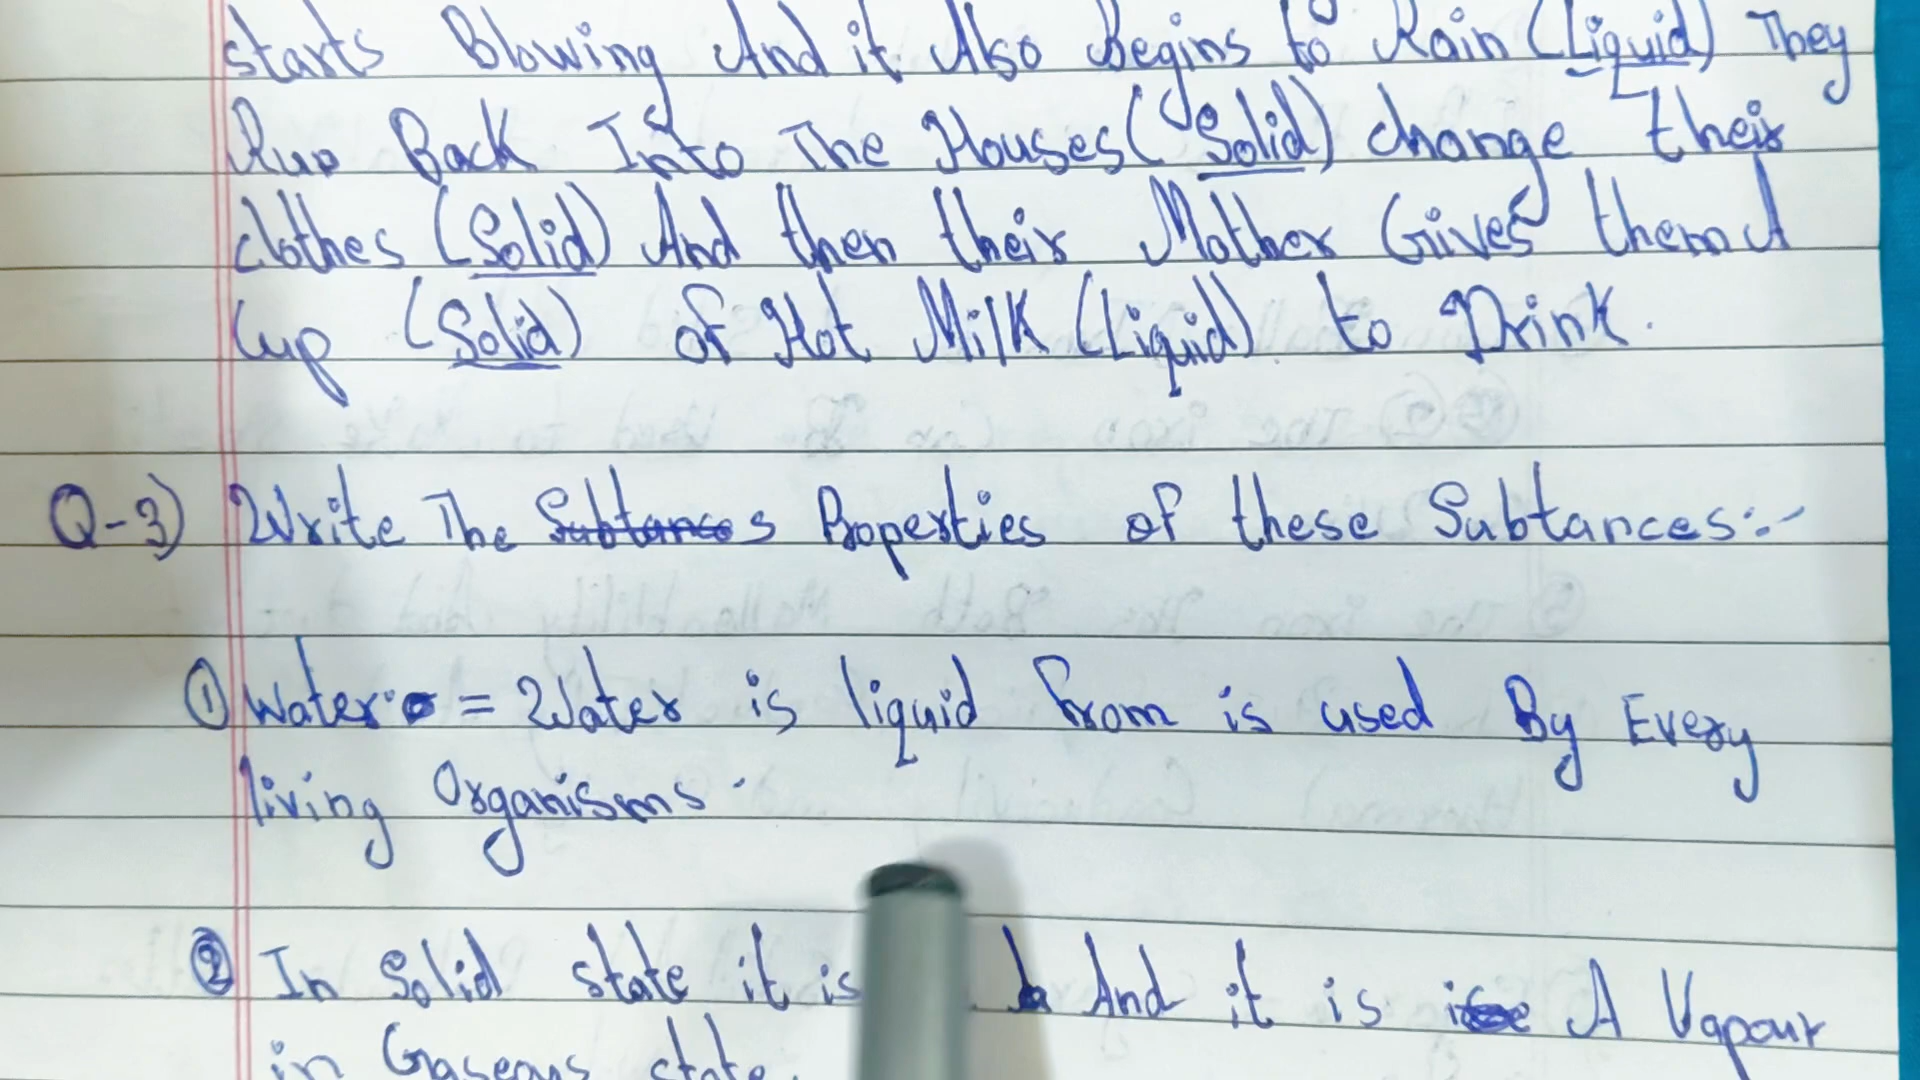 starts Blowing And it Also Begins to Rain (Liquid) They
Run Back Into The Houses (Solid) change their
clothes (Solid) And then their Mother Gives them A
Cup (Solid) of Hot Milk (Liquid) to Drink.
Q-3) Write The Subtances Properties of these Subtances:-
① Water = Water is liquid from is used By Every
living Organisms.
② In Solid state it is And it is A Vapour
in Gaseous state.